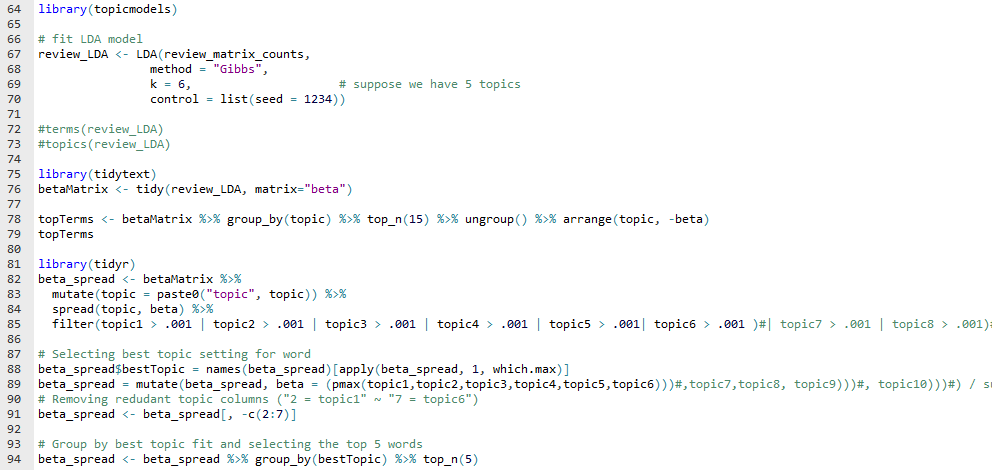 64 library(topicmodels)
65
66 # fit LDA model
67 review_LDA <- LDA(review_matrix_counts,
68                method = "Gibbs",
69                k = 6,                    # suppose we have 5 topics
70                control = list(seed = 1234))
71
72 #terms(review_LDA)
73 #topics(review_LDA)
74
75 library(tidytext)
76 betaMatrix <- tidy(review_LDA, matrix="beta")
77
78 topTerms <- betaMatrix %>% group_by(topic) %>% top_n(15) %>% ungroup() %>% arrange(topic, -beta)
79 topTerms
80
81 library(tidyr)
82 beta_spread <- betaMatrix %>%
83   mutate(topic = paste0("topic", topic)) %>%
84   spread(topic, beta) %>%
85   filter(topic1 > .001 | topic2 > .001 | topic3 > .001 | topic4 > .001 | topic5 > .001| topic6 > .001 )#| topic7 > .001 | topic8 > .001)
86
87 # Selecting best topic setting for word
88 beta_spread$bestTopic = names(beta_spread)[apply(beta_spread, 1, which.max)]
89 beta_spread = mutate(beta_spread, beta = (pmax(topic1,topic2,topic3,topic4,topic5,topic6)))#,topic7,topic8, topic9)))#, topic10)))#) /
90 # Removing redudant topic columns ("2 = topic1" ~ "7 = topic6")
91 beta_spread <- beta_spread[, -c(2:7)]
92
93 # Group by best topic fit and selecting the top 5 words
94 beta_spread <- beta_spread %>% group_by(bestTopic) %>% top_n(5)